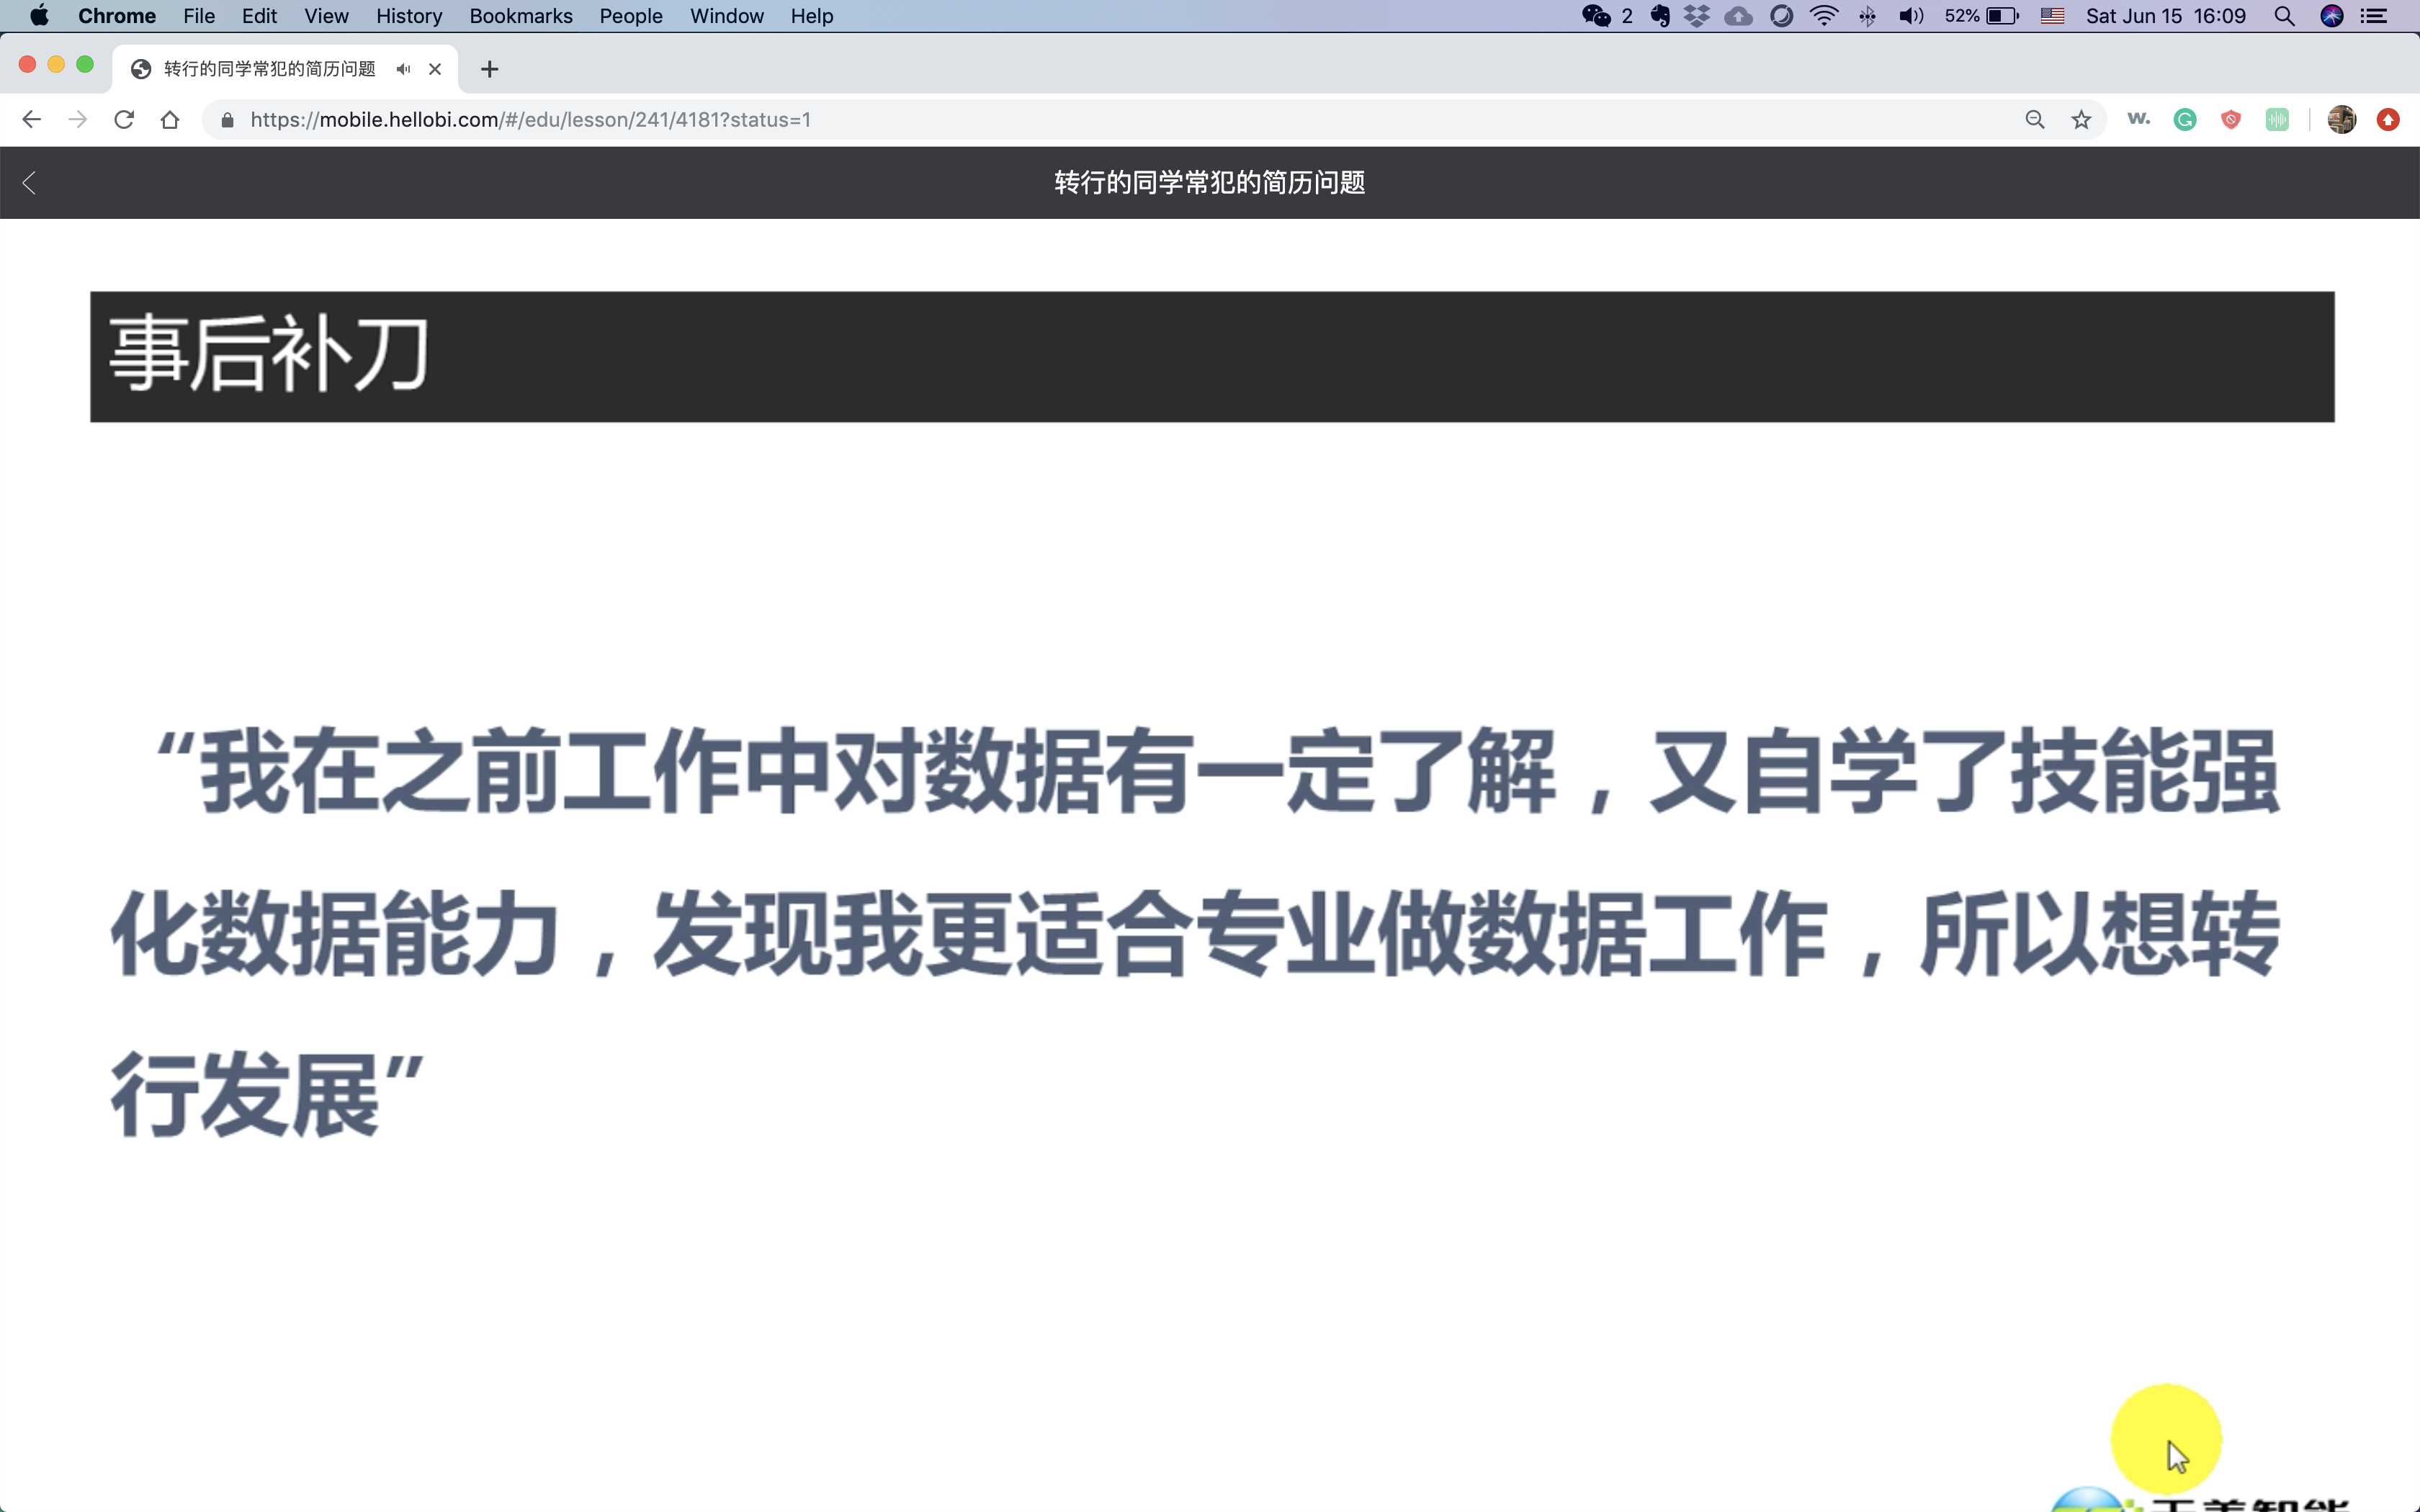 Chrome File Edit View History Bookmarks People Window Help 2 52% Sat Jun 15 16:09
转行的同学常犯的简历问题
https://mobile.hellobi.com/#/edu/lesson/241/4181?status=1
转行的同学常犯的简历问题
事后补刀
“我在之前工作中对数据有一定了解，又自学了技能强
化数据能力，发现我更适合专业做数据工作，所以想转
行发展”